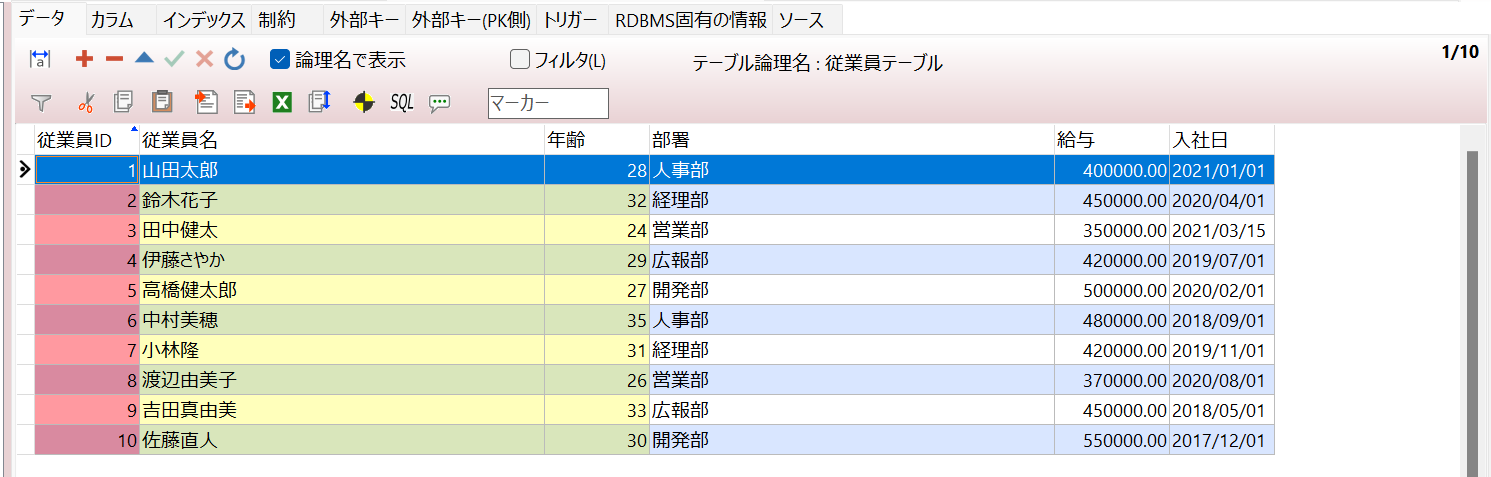 データ カラム インデックス 制約 外部キー 外部キー(PK側) トリガー RDBMS固有の情報 ソース
a 論理名で表示 フィルタ(L) テーブル論理名 : 従業員テーブル 1/10
SQL マーカー
従業員ID 従業員名 年齢 部署 給与 入社日
1 山田太郎 28 人事部 400000.00 2021/01/01
2 鈴木花子 32 経理部 450000.00 2020/04/01
3 田中健太 24 営業部 350000.00 2021/03/15
4 伊藤さやか 29 広報部 420000.00 2019/07/01
5 高橋健太郎 27 開発部 500000.00 2020/02/01
6 中村美穂 35 人事部 480000.00 2018/09/01
7 小林隆 31 経理部 420000.00 2019/11/01
8 渡辺由美子 26 営業部 370000.00 2020/08/01
9 吉田真由美 33 広報部 450000.00 2018/05/01
10 佐藤直人 30 開発部 550000.00 2017/12/01